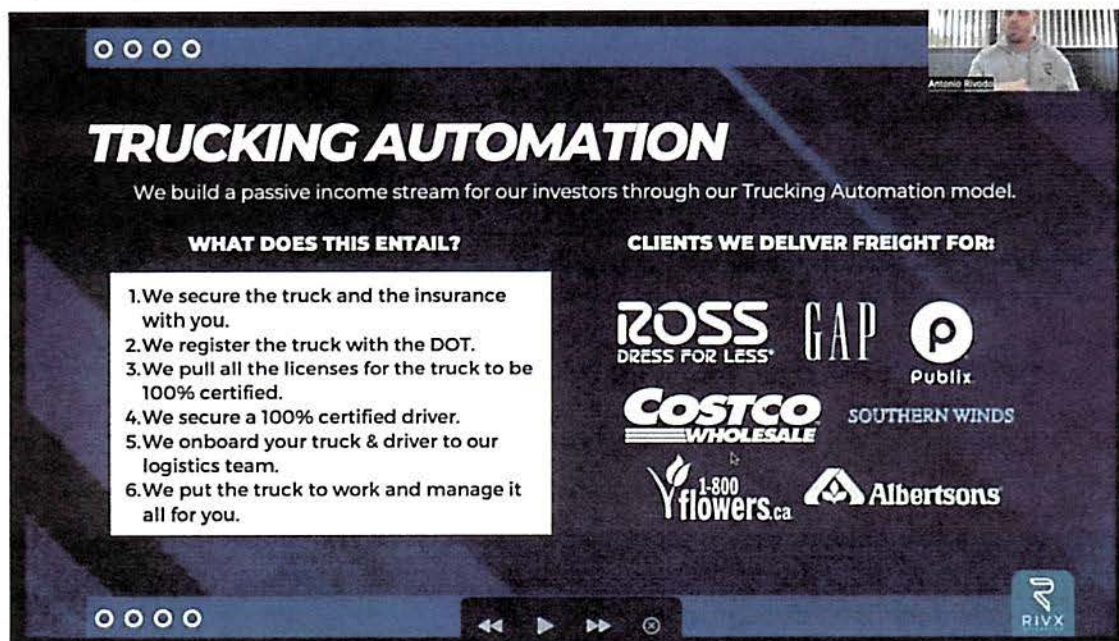 Antonio Rivodo
TRUCKING AUTOMATION
We build a passive income stream for our investors through our Trucking Automation model.
WHAT DOES THIS ENTAIL?
1.We secure the truck and the insurance
with you.
2.We register the truck with the DOT.
3.We pull all the licenses for the truck to be
100% certified.
4.We secure a 100% certified driver.
5.We onboard your truck & driver to our
logistics team.
6.We put the truck to work and manage it
all for you.
CLIENTS WE DELIVER FREIGHT FOR:
ROSS
DRESS FOR LESS
GAP
Publix
COSTCO
WHOLESALE
SOUTHERN WINDS
1-800
flowers.ca
Albertsons
RIVX